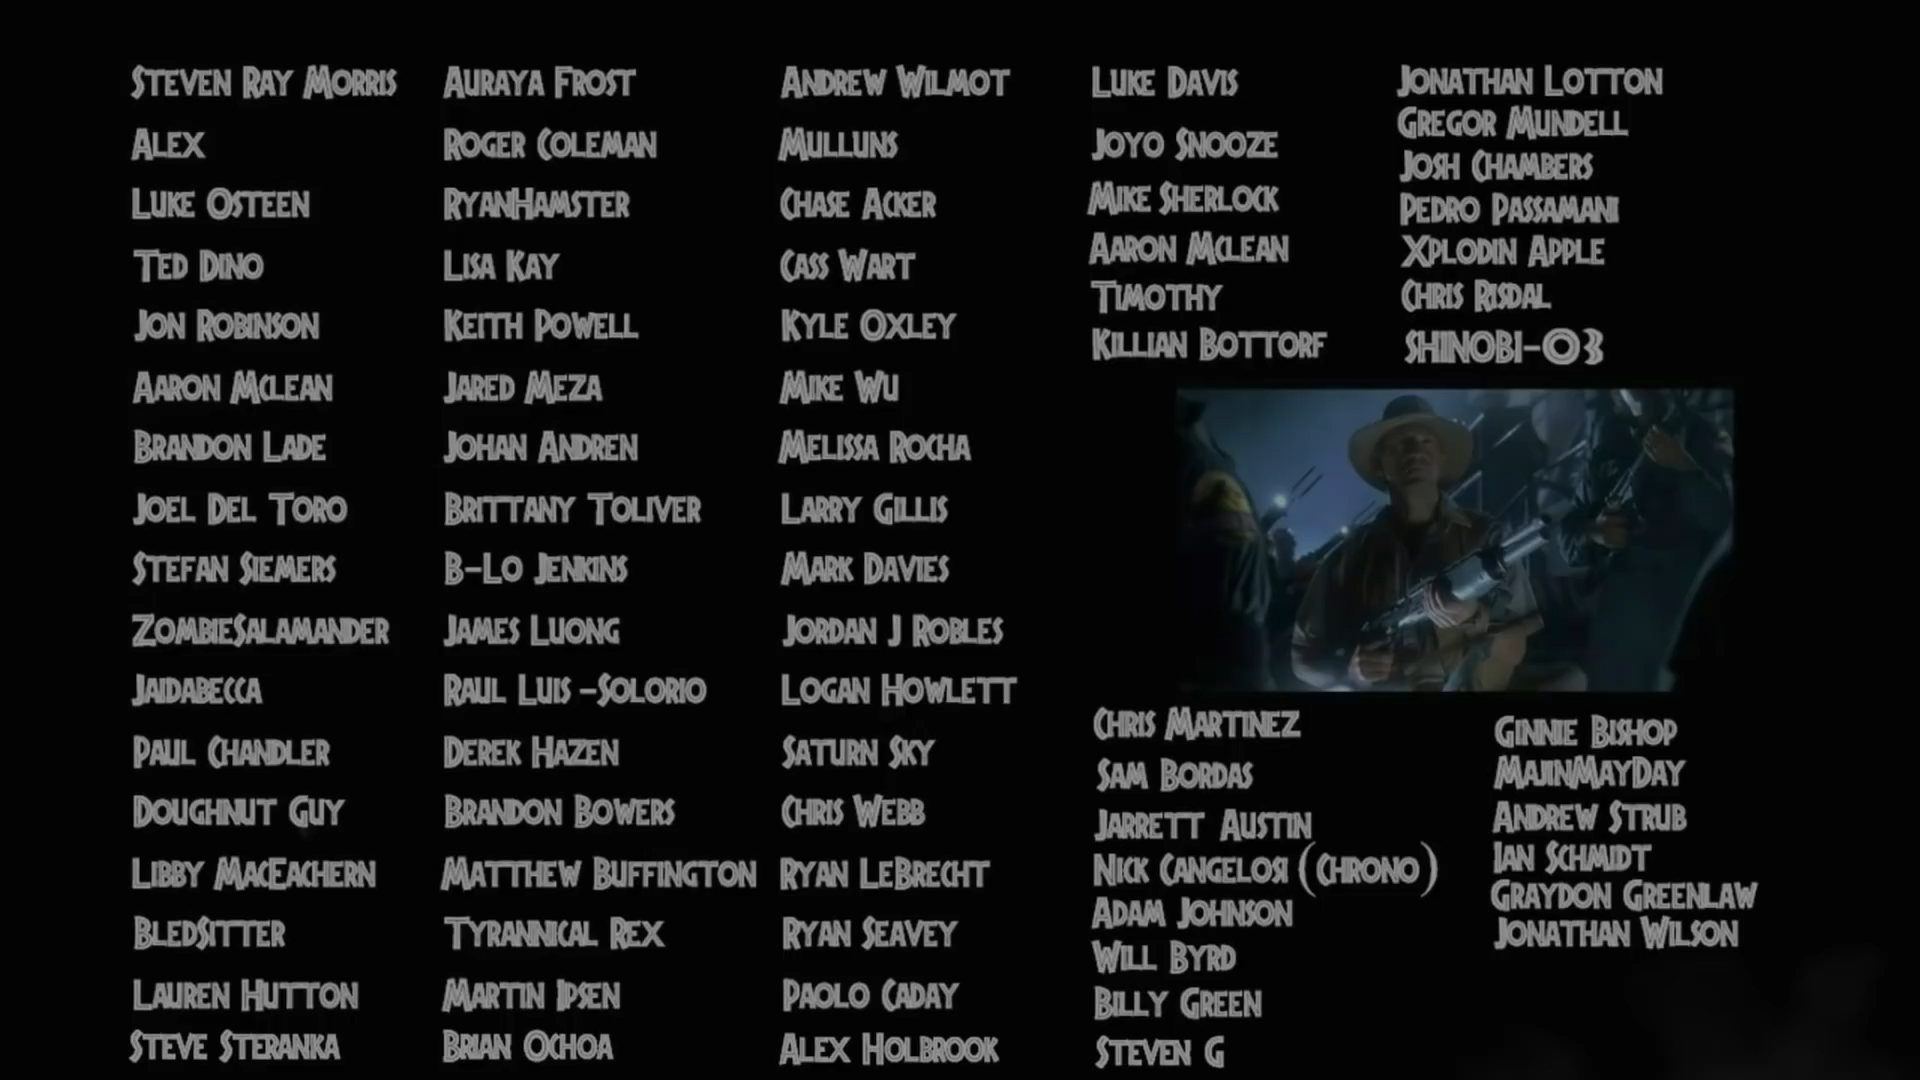 Steven Ray Morris
Alex
Luke Osteen
Ted Dino
Jon Robinson
Aaron Mclean
Brandon Lade
Joel Del Toro
Stefan Siemers
ZombieSalamander
Jaidabecca
Paul Chandler
Doughnut Guy
Libby MacEachern
BledSitter
Lauren Hutton
Steve Steranka
Auraya Frost
Roger Coleman
RyanHamster
Lisa Kay
Keith Powell
Jared Meza
Johan Andren
Brittany Toliver
B-Lo Jenkins
James Luong
Raul Luis -Solorio
Derek Hazen
Brandon Bowers
Matthew Buffington
Tyrannical Rex
Martin Ipsen
Brian Ochoa
Andrew Wilmot
Mulluns
Chase Acker
Cass Wart
Kyle Oxley
Mike Wu
Melissa Rocha
Larry Gillis
Mark Davies
Jordan J Robles
Logan Howlett
Saturn Sky
Chris Webb
Ryan LeBrecht
Ryan Seavey
Paolo Caday
Alex Holbrook
Luke Davis
Joyo Snooze
Mike Sherlock
Aaron Mclean
Timothy
Killian Bottorf
Jonathan Lotton
Gregor Mundell
Josh Chambers
Pedro Passamani
Xplodin Apple
Chris Risdal
SHINOBI-03
Chris Martinez
Sam Bordas
Jarrett Austin
Nick Cangelosi (Chrono)
Adam Johnson
Will Byrd
Billy Green
Steven G
Ginnie Bishop
MajinMayDay
Andrew Strub
Ian Schmidt
Graydon Greenlaw
Jonathan Wilson